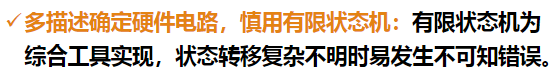 ✓多描述确定硬件电路，慎用有限状态机：有限状态机为
综合工具实现，状态转移复杂不明时易发生不可知错误。